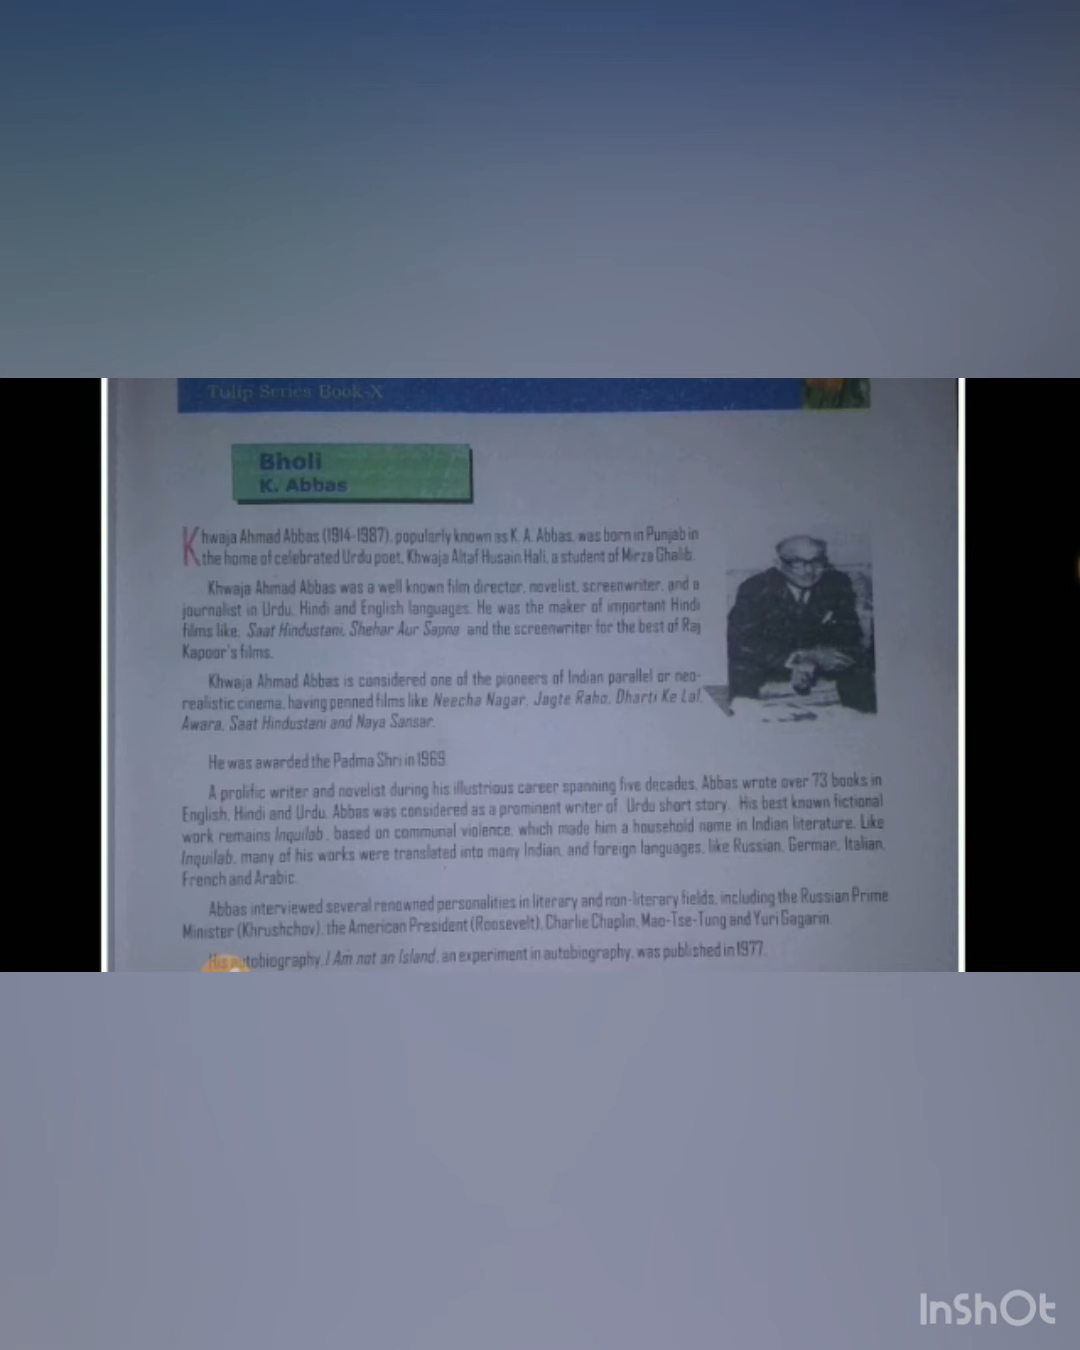 Tulip Series Book-X
Bholi
K. Abbas
Khwaja Ahmad Abbas (1914-1987), popularly known as K. A. Abbas, was born in Punjab in
the home of celebrated Urdu poet, Khwaja Altaf Husain Hali, a student of Mirza Ghalib.
Khwaja Ahmad Abbas was a well known film director, novelist, screenwriter, and a
journalist in Urdu, Hindi and English languages. He was the maker of important Hindi
films like, Saat Hindustani, Shehar Aur Sapna and the screenwriter for the best of Raj
Kapoor's films.
Khwaja Ahmad Abbas is considered one of the pioneers of Indian parallel or neo-
realistic cinema, having penned films like Neecha Nagar, Jagte Raho, Dharti Ke Lal,
Awara, Saat Hindustani and Naya Sansar.
He was awarded the Padma Shri in 1969.
A prolific writer and novelist during his illustrious career spanning five decades, Abbas wrote over 73 books in
English, Hindi and Urdu. Abbas was considered as a prominent writer of Urdu short story. His best known fictional
work remains Inquilab, based on communal violence, which made him a household name in Indian literature. Like
Inquilab, many of his works were translated into many Indian, and foreign languages, like Russian, German, Italian,
French and Arabic.
Abbas interviewed several renowned personalities in literary and non-literary fields, including the Russian Prime
Minister (Khrushchov), the American President (Roosevelt), Charlie Chaplin, Mao-Tse-Tung and Yuri Gagarin.
His autobiography, I Am not an Island, an experiment in autobiography, was published in 1977.
InShOt